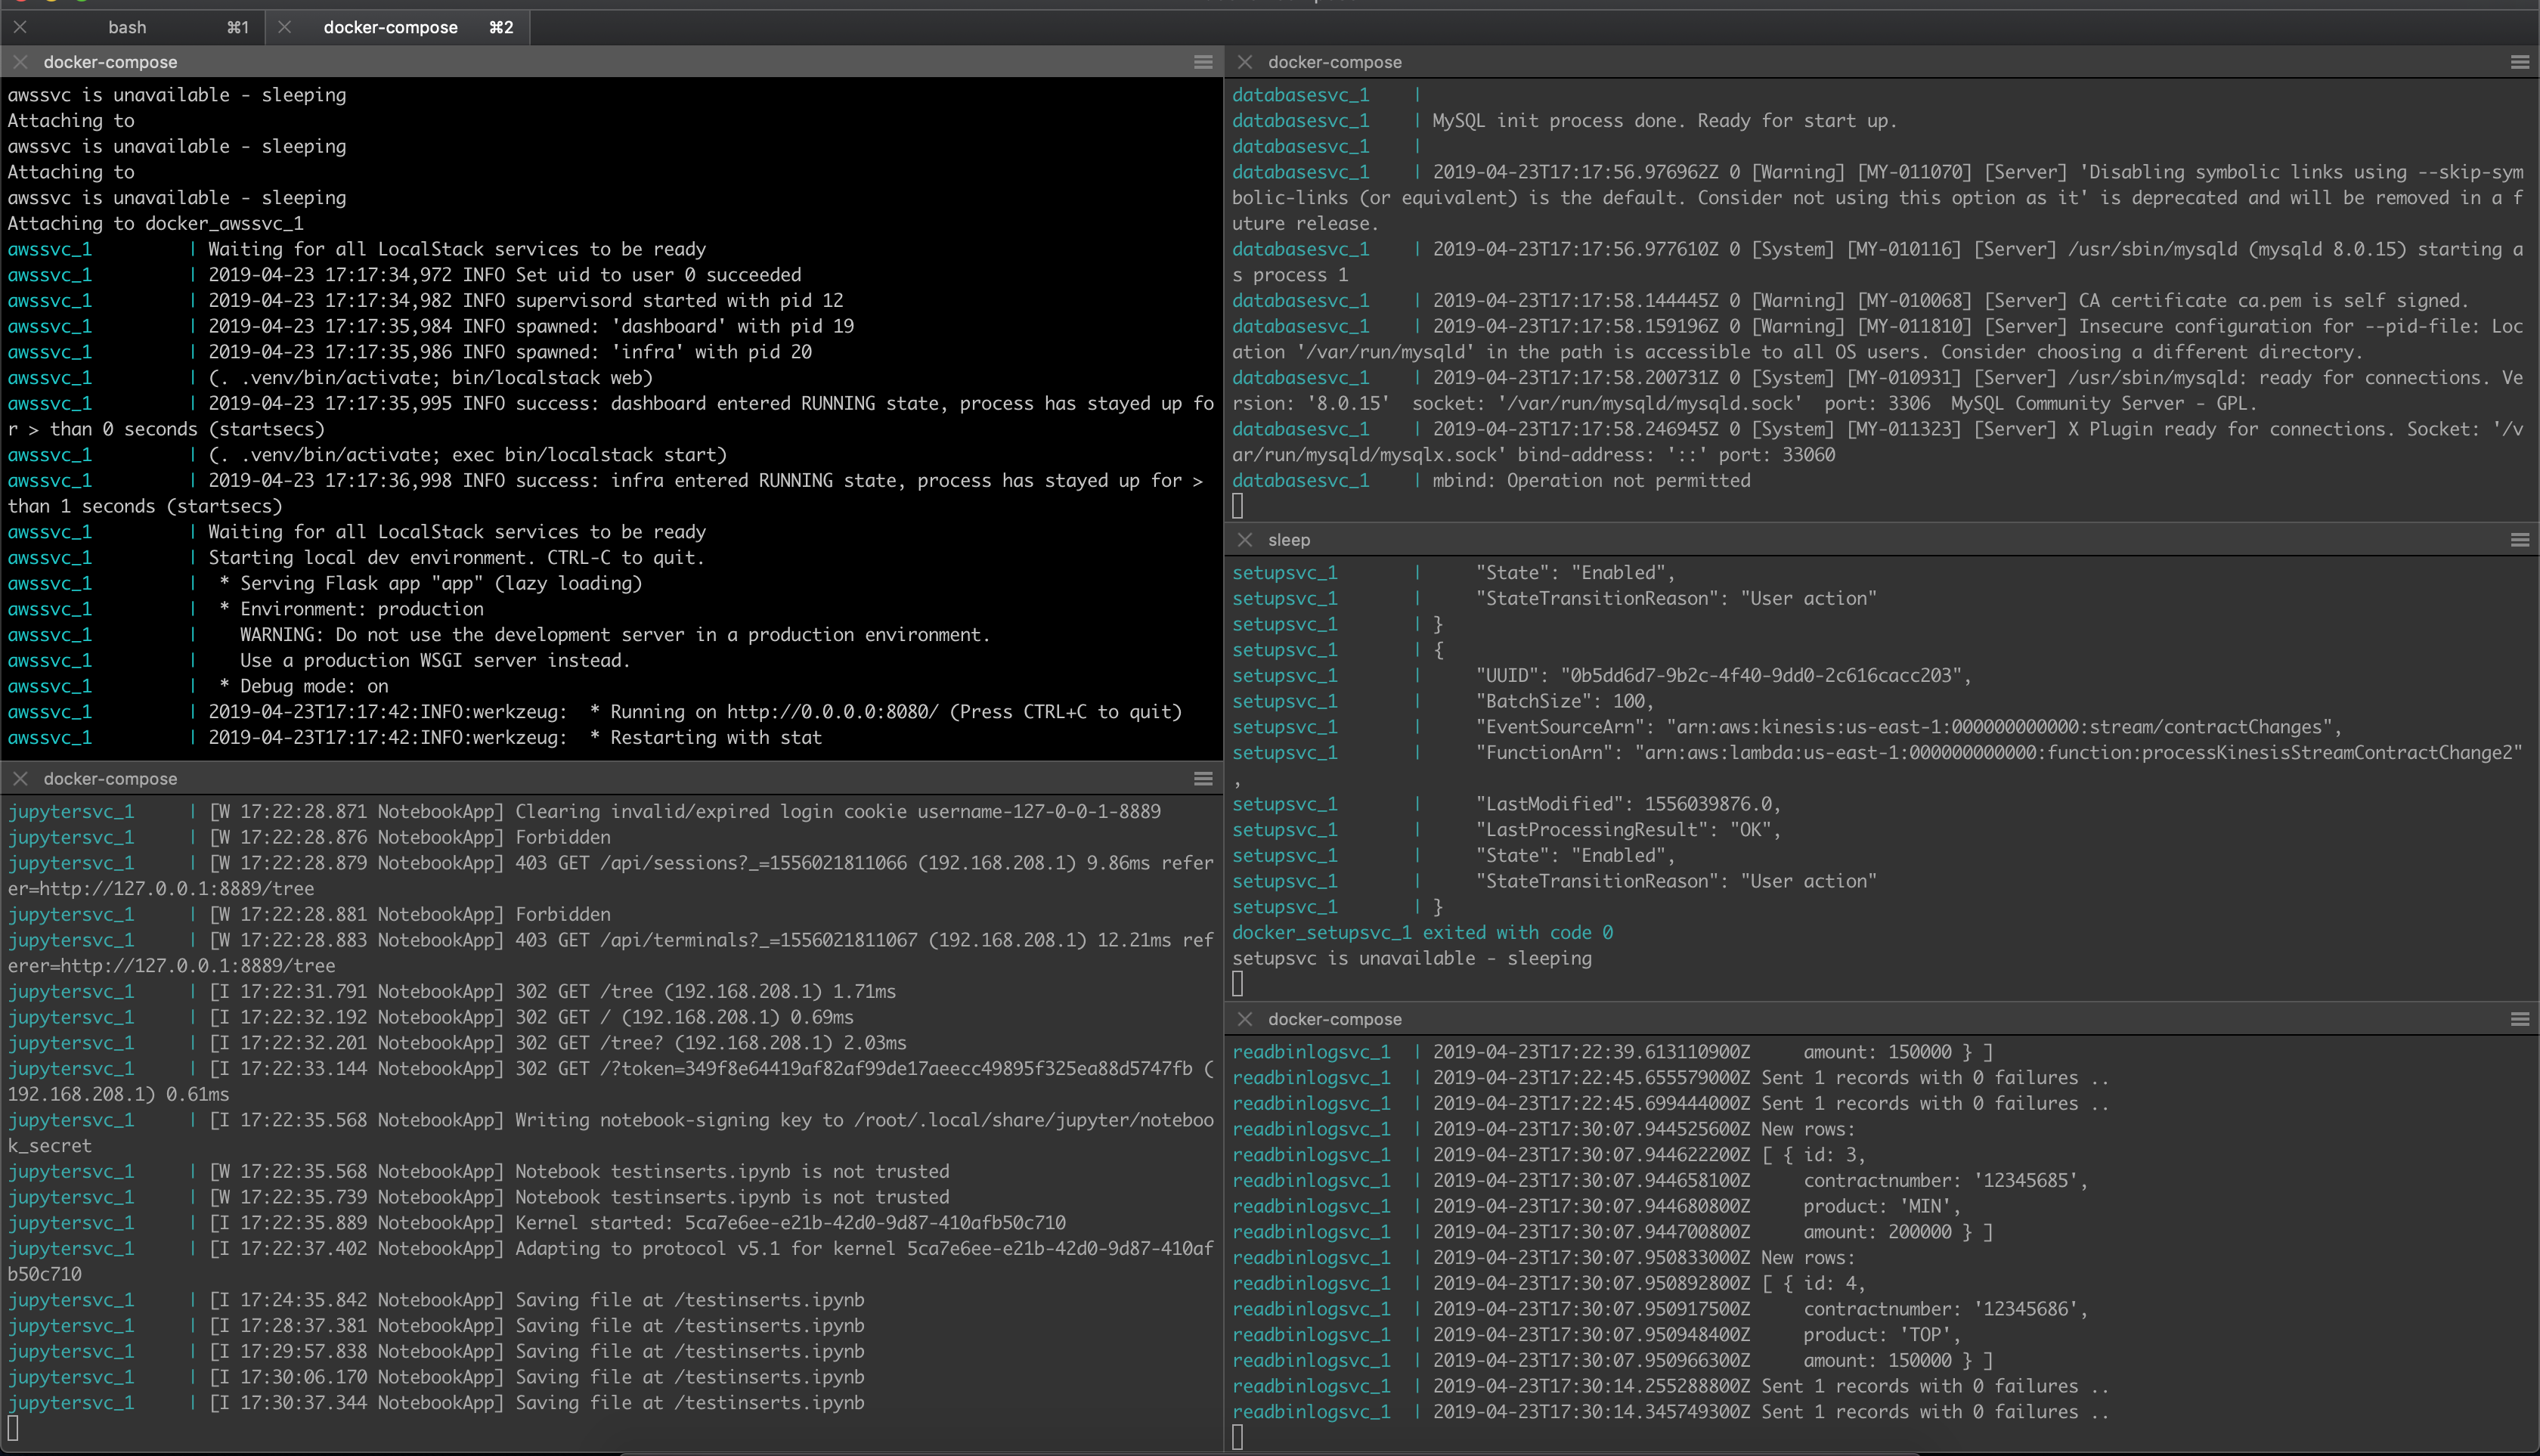 bash ⌘1
docker-compose ⌘2
docker-compose
awssvc is unavailable - sleeping
Attaching to
awssvc is unavailable - sleeping
Attaching to
awssvc is unavailable - sleeping
Attaching to docker_awssvc_1
awssvc_1 | Waiting for all LocalStack services to be ready
awssvc_1 | 2019-04-23 17:17:34,972 INFO Set uid to user 0 succeeded
awssvc_1 | 2019-04-23 17:17:34,982 INFO supervisord started with pid 12
awssvc_1 | 2019-04-23 17:17:35,984 INFO spawned: 'dashboard' with pid 19
awssvc_1 | 2019-04-23 17:17:35,986 INFO spawned: 'infra' with pid 20
awssvc_1 | (. .venv/bin/activate; bin/localstack web)
awssvc_1 | 2019-04-23 17:17:35,995 INFO success: dashboard entered RUNNING state, process has stayed up fo
r > than 0 seconds (startsecs)
awssvc_1 | (. .venv/bin/activate; exec bin/localstack start)
awssvc_1 | 2019-04-23 17:17:36,998 INFO success: infra entered RUNNING state, process has stayed up for >
than 1 seconds (startsecs)
awssvc_1 | Waiting for all LocalStack services to be ready
awssvc_1 | Starting local dev environment. CTRL-C to quit.
awssvc_1 | * Serving Flask app "app" (lazy loading)
awssvc_1 | * Environment: production
awssvc_1 | WARNING: Do not use the development server in a production environment.
awssvc_1 | Use a production WSGI server instead.
awssvc_1 | * Debug mode: on
awssvc_1 | 2019-04-23T17:17:42:INFO:werkzeug: * Running on http://0.0.0.0:8080/ (Press CTRL+C to quit)
awssvc_1 | 2019-04-23T17:17:42:INFO:werkzeug: * Restarting with stat
docker-compose
jupytersvc_1 | [W 17:22:28.871 NotebookApp] Clearing invalid/expired login cookie username-127-0-0-1-8889
jupytersvc_1 | [W 17:22:28.876 NotebookApp] Forbidden
jupytersvc_1 | [W 17:22:28.879 NotebookApp] 403 GET /api/sessions?_=1556021811066 (192.168.208.1) 9.86ms refer
er=http://127.0.0.1:8889/tree
jupytersvc_1 | [W 17:22:28.881 NotebookApp] Forbidden
jupytersvc_1 | [W 17:22:28.883 NotebookApp] 403 GET /api/terminals?_=1556021811067 (192.168.208.1) 12.21ms ref
erer=http://127.0.0.1:8889/tree
jupytersvc_1 | [I 17:22:31.791 NotebookApp] 302 GET /tree (192.168.208.1) 1.71ms
jupytersvc_1 | [I 17:22:32.192 NotebookApp] 302 GET / (192.168.208.1) 0.69ms
jupytersvc_1 | [I 17:22:32.201 NotebookApp] 302 GET /tree? (192.168.208.1) 2.03ms
jupytersvc_1 | [I 17:22:33.144 NotebookApp] 302 GET /?token=349f8e64419af82af99de17aeecc49895f325ea88d5747fb (
192.168.208.1) 0.61ms
jupytersvc_1 | [I 17:22:35.568 NotebookApp] Writing notebook-signing key to /root/.local/share/jupyter/noteboo
k_secret
jupytersvc_1 | [W 17:22:35.568 NotebookApp] Notebook testinserts.ipynb is not trusted
jupytersvc_1 | [W 17:22:35.739 NotebookApp] Notebook testinserts.ipynb is not trusted
jupytersvc_1 | [I 17:22:35.889 NotebookApp] Kernel started: 5ca7e6ee-e21b-42d0-9d87-410afb50c710
jupytersvc_1 | [I 17:22:37.402 NotebookApp] Adapting to protocol v5.1 for kernel 5ca7e6ee-e21b-42d0-9d87-410af
b50c710
jupytersvc_1 | [I 17:24:35.842 NotebookApp] Saving file at /testinserts.ipynb
jupytersvc_1 | [I 17:28:37.381 NotebookApp] Saving file at /testinserts.ipynb
jupytersvc_1 | [I 17:29:57.838 NotebookApp] Saving file at /testinserts.ipynb
jupytersvc_1 | [I 17:30:06.170 NotebookApp] Saving file at /testinserts.ipynb
jupytersvc_1 | [I 17:30:37.344 NotebookApp] Saving file at /testinserts.ipynb
docker-compose
databasesvc_1 |
databasesvc_1 | MySQL init process done. Ready for start up.
databasesvc_1 |
databasesvc_1 | 2019-04-23T17:17:56.976962Z 0 [Warning] [MY-011070] [Server] 'Disabling symbolic links using --skip-sym
bolic-links (or equivalent) is the default. Consider not using this option as it' is deprecated and will be removed in a f
uture release.
databasesvc_1 | 2019-04-23T17:17:56.977610Z 0 [System] [MY-010116] [Server] /usr/sbin/mysqld (mysqld 8.0.15) starting a
s process 1
databasesvc_1 | 2019-04-23T17:17:58.144445Z 0 [Warning] [MY-010068] [Server] CA certificate ca.pem is self signed.
databasesvc_1 | 2019-04-23T17:17:58.159196Z 0 [Warning] [MY-011810] [Server] Insecure configuration for --pid-file: Loc
ation '/var/run/mysqld' in the path is accessible to all OS users. Consider choosing a different directory.
databasesvc_1 | 2019-04-23T17:17:58.200731Z 0 [System] [MY-010931] [Server] /usr/sbin/mysqld: ready for connections. Ve
rsion: '8.0.15' socket: '/var/run/mysqld/mysqld.sock' port: 3306 MySQL Community Server - GPL.
databasesvc_1 | 2019-04-23T17:17:58.246945Z 0 [System] [MY-011323] [Server] X Plugin ready for connections. Socket: '/v
ar/run/mysqld/mysqlx.sock' bind-address: '::' port: 33060
databasesvc_1 | mbind: Operation not permitted
sleep
setupsvc_1 | "State": "Enabled",
setupsvc_1 | "StateTransitionReason": "User action"
setupsvc_1 | }
setupsvc_1 | {
setupsvc_1 | "UUID": "0b5dd6d7-9b2c-4f40-9dd0-2c616cacc203",
setupsvc_1 | "BatchSize": 100,
setupsvc_1 | "EventSourceArn": "arn:aws:kinesis:us-east-1:000000000000:stream/contractChanges",
setupsvc_1 | "FunctionArn": "arn:aws:lambda:us-east-1:000000000000:function:processKinesisStreamContractChange2"
,
setupsvc_1 | "LastModified": 1556039876.0,
setupsvc_1 | "LastProcessingResult": "OK",
setupsvc_1 | "State": "Enabled",
setupsvc_1 | "StateTransitionReason": "User action"
setupsvc_1 | }
docker_setupsvc_1 exited with code 0
setupsvc is unavailable - sleeping
docker-compose
readbinlogsvc_1 | 2019-04-23T17:22:39.613110900Z amount: 150000 } ]
readbinlogsvc_1 | 2019-04-23T17:22:45.655579000Z Sent 1 records with 0 failures ..
readbinlogsvc_1 | 2019-04-23T17:22:45.699444000Z Sent 1 records with 0 failures ..
readbinlogsvc_1 | 2019-04-23T17:30:07.944525600Z New rows:
readbinlogsvc_1 | 2019-04-23T17:30:07.944622200Z [ { id: 3,
readbinlogsvc_1 | 2019-04-23T17:30:07.944658100Z contractnumber: '12345685',
readbinlogsvc_1 | 2019-04-23T17:30:07.944680800Z product: 'MIN',
readbinlogsvc_1 | 2019-04-23T17:30:07.944700800Z amount: 200000 } ]
readbinlogsvc_1 | 2019-04-23T17:30:07.950833000Z New rows:
readbinlogsvc_1 | 2019-04-23T17:30:07.950892800Z [ { id: 4,
readbinlogsvc_1 | 2019-04-23T17:30:07.950917500Z contractnumber: '12345686',
readbinlogsvc_1 | 2019-04-23T17:30:07.950948400Z product: 'TOP',
readbinlogsvc_1 | 2019-04-23T17:30:07.950966300Z amount: 150000 } ]
readbinlogsvc_1 | 2019-04-23T17:30:14.255288800Z Sent 1 records with 0 failures ..
readbinlogsvc_1 | 2019-04-23T17:30:14.345749300Z Sent 1 records with 0 failures ..